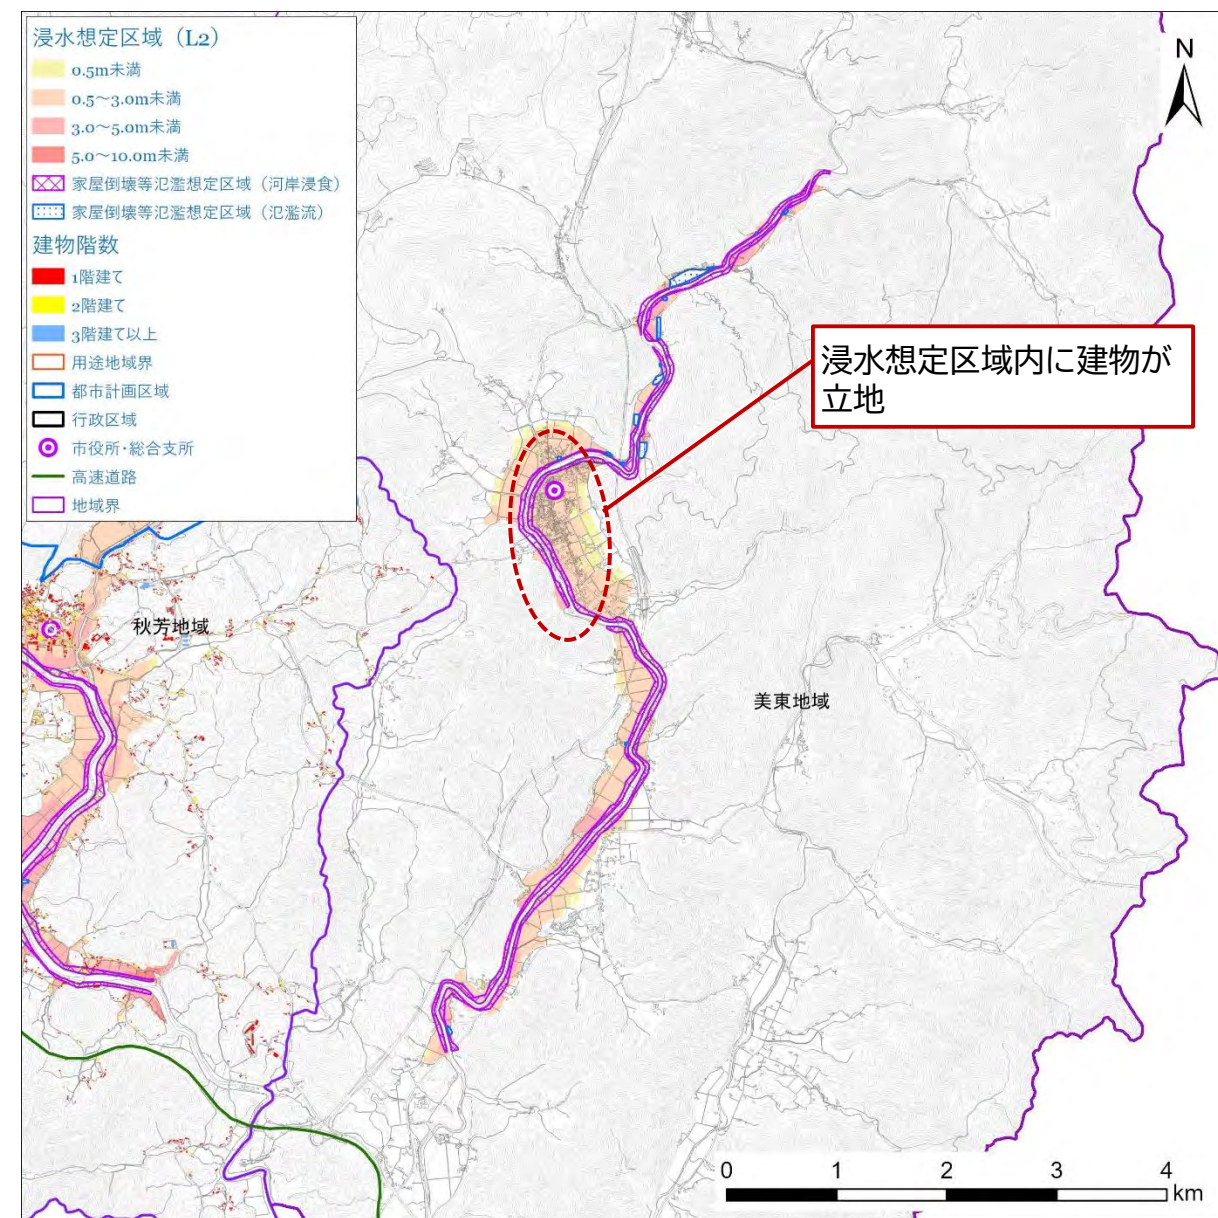 浸水想定区域（L2）
0.5m未満
0.5～3.0m未満
3.0～5.0m未満
5.0～10.0m未満
家屋倒壊等氾濫想定区域（河岸浸食）
家屋倒壊等氾濫想定区域（氾濫流）
建物階数
1階建て
2階建て
3階建て以上
用途地域界
都市計画区域
行政区域
市役所・総合支所
高速道路
地域界
N
浸水想定区域内に建物が
立地
秋芳地域
美東地域
0 1 2 3 4
km